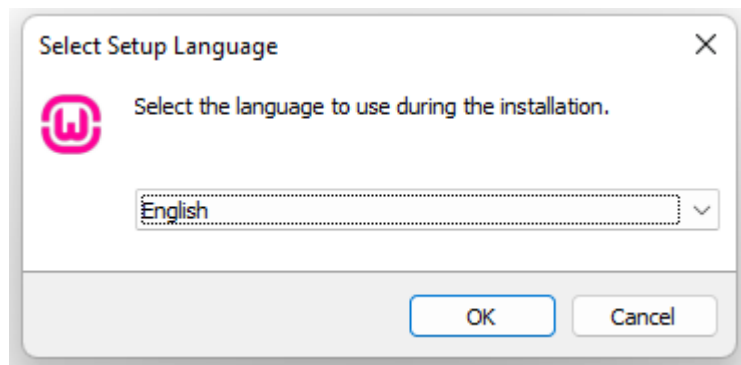 Select Setup Language
Select the language to use during the installation.
English
OK
Cancel